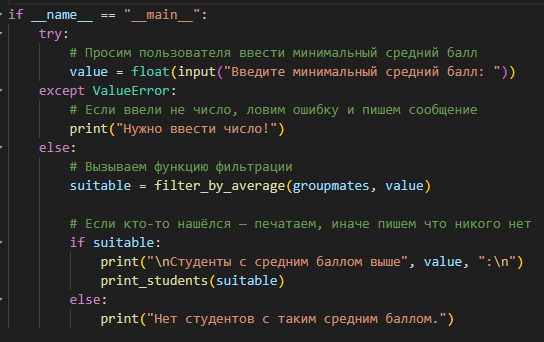 if __name__ == "__main__":
    try:
        # Просим пользователя ввести минимальный средний балл
        value = float(input("Введите минимальный средний балл: "))
    except ValueError:
        # Если ввели не число, ловим ошибку и пишем сообщение
        print("Нужно ввести число!")
    else:
        # Вызываем функцию фильтрации
        suitable = filter_by_average(groupmates, value)

        # Если кто-то нашёлся — печатаем, иначе пишем что никого нет
        if suitable:
            print("\nСтуденты с средним баллом выше", value, ":\n")
            print_students(suitable)
        else:
            print("Нет студентов с таким средним баллом.")